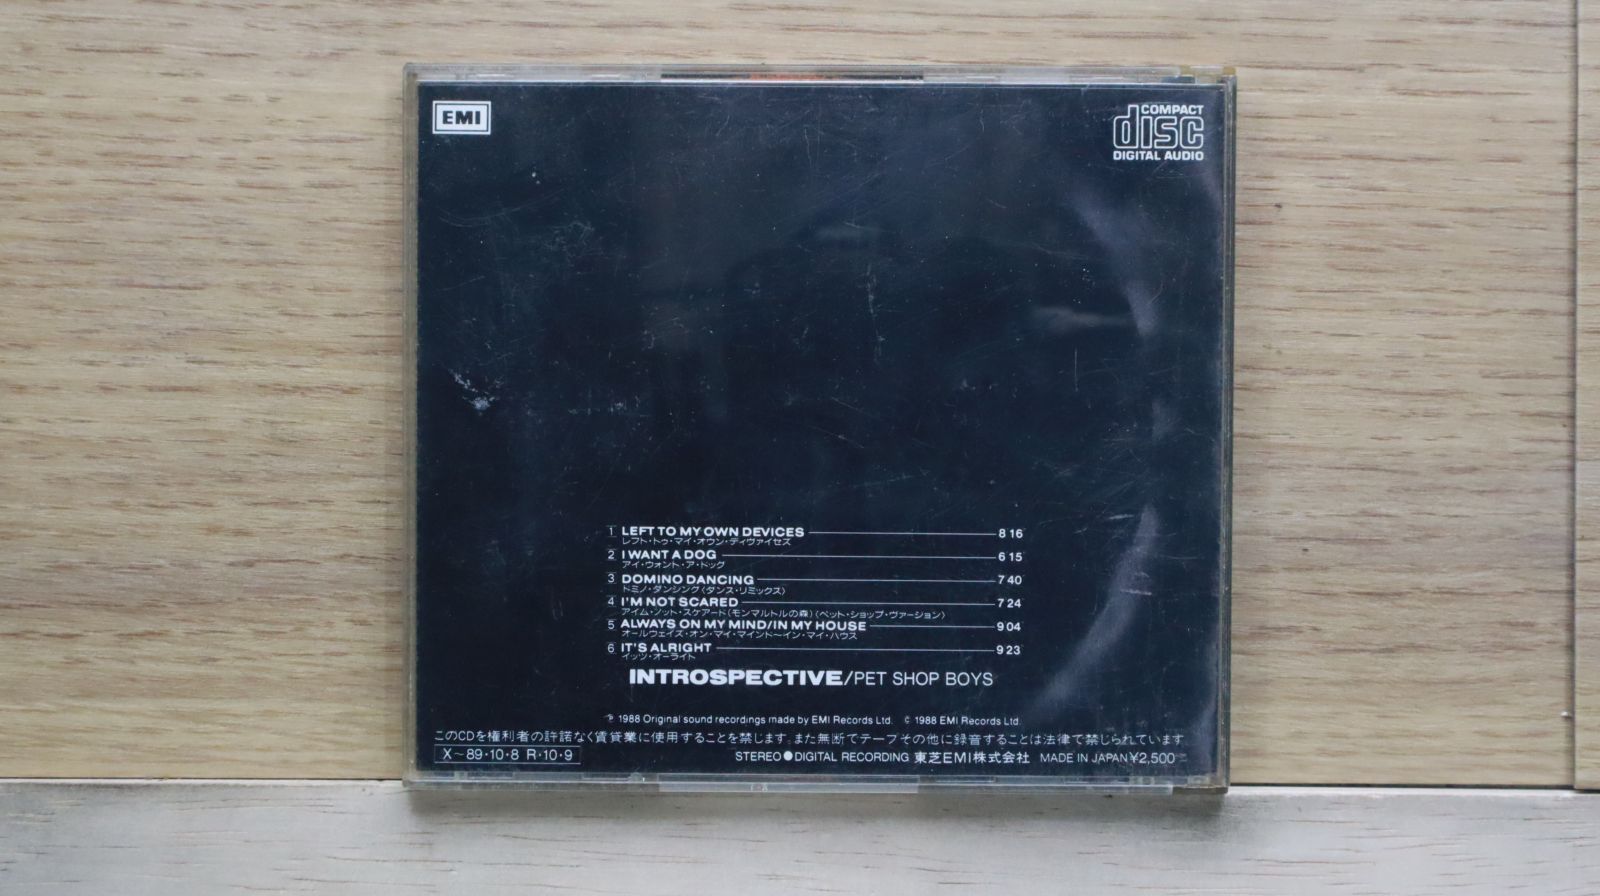 EMI
COMPACT
disc
DIGITAL AUDIO
1 LEFT TO MY OWN DEVICES 8 16
レフト・トゥ・マイ・オウン・ディヴァイセズ
2 I WANT A DOG 6 15
アイ・ウォント・ア・ドッグ
3 DOMINO DANCING 7 40
ドミノ・ダンシング〈ダンス・リミックス〉
4 I'M NOT SCARED 7 24
アイム・ノット・スケアード(モンマルトルの森)〈ペット・ショップ・ヴァージョン〉
5 ALWAYS ON MY MIND/IN MY HOUSE 9 04
オールウェイズ・オン・マイ・マインド〜イン・マイ・ハウス
6 IT'S ALRIGHT 9 23
イッツ・オーライト
INTROSPECTIVE/PET SHOP BOYS
℗ 1988 Original sound recordings made by EMI Records Ltd. © 1988 EMI Records Ltd.
このCDを権利者の許諾なく賃貸業に使用することを禁じます。また無断でテープその他に録音することは法律で禁じられています
X〜89・10・8 R・10・9
STEREO●DIGITAL RECORDING 東芝EMI株式会社 MADE IN JAPAN ¥2,500